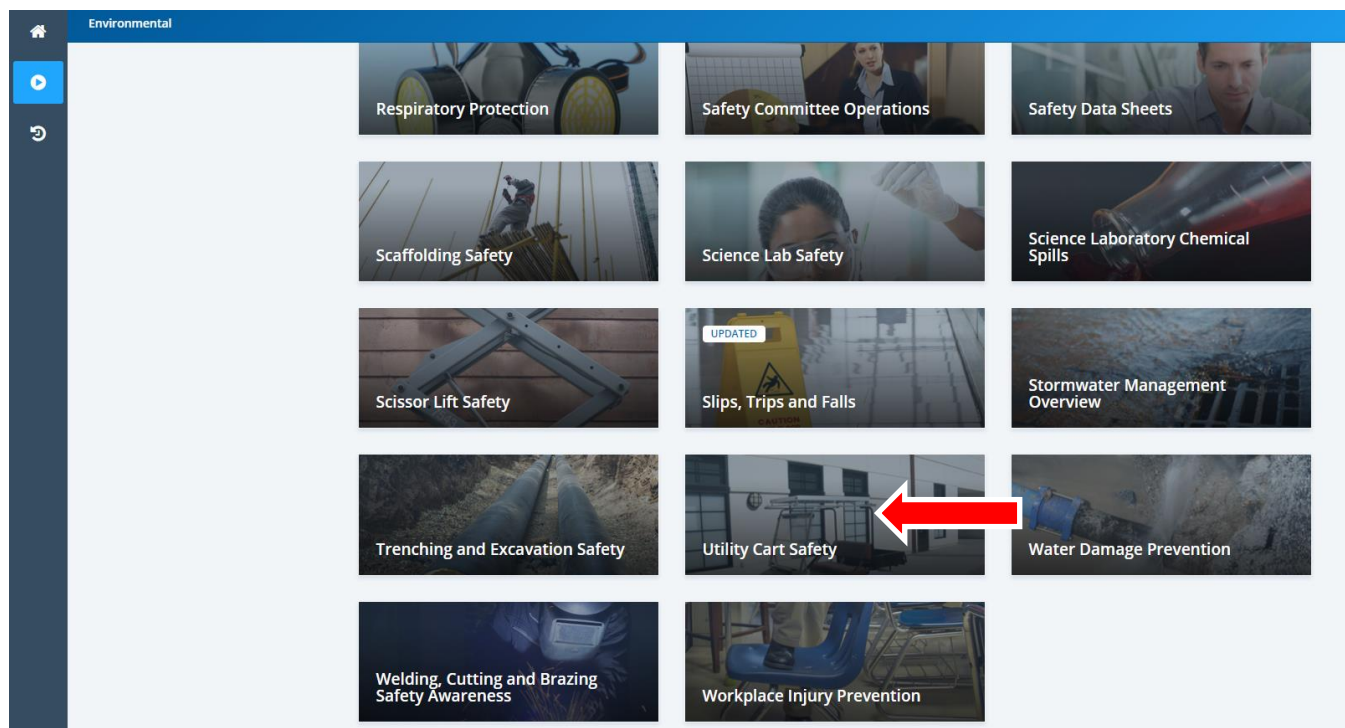 Environmental
Respiratory Protection
Safety Committee Operations
Safety Data Sheets
Scaffolding Safety
Science Lab Safety
Science Laboratory Chemical
Spills
Scissor Lift Safety
UPDATED
Slips, Trips and Falls
CAUTION
Stormwater Management
Overview
Trenching and Excavation Safety
Utility Cart Safety
Water Damage Prevention
Welding, Cutting and Brazing
Safety Awareness
Workplace Injury Prevention